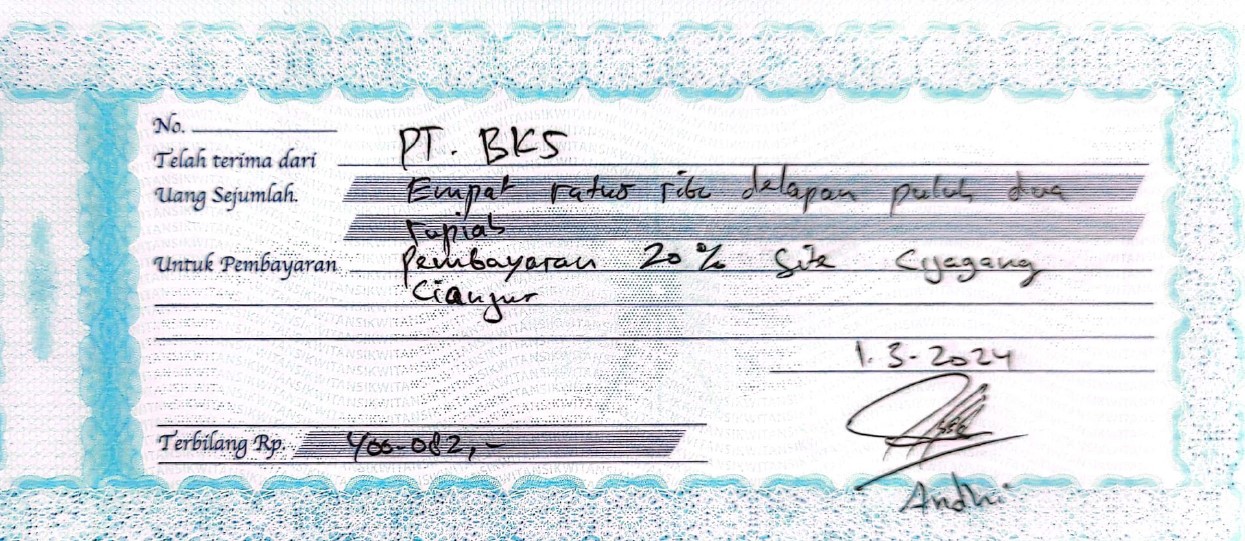 No.
Telah terima dari PT. BKS
Uang Sejumlah. Empat ratus ribu delapan puluh dua
rupiah
Untuk Pembayaran Pembayaran 20% Site Cijagang
Cianjur
1. 3 - 2024
Terbilang Rp. 400.082,-
Andhi